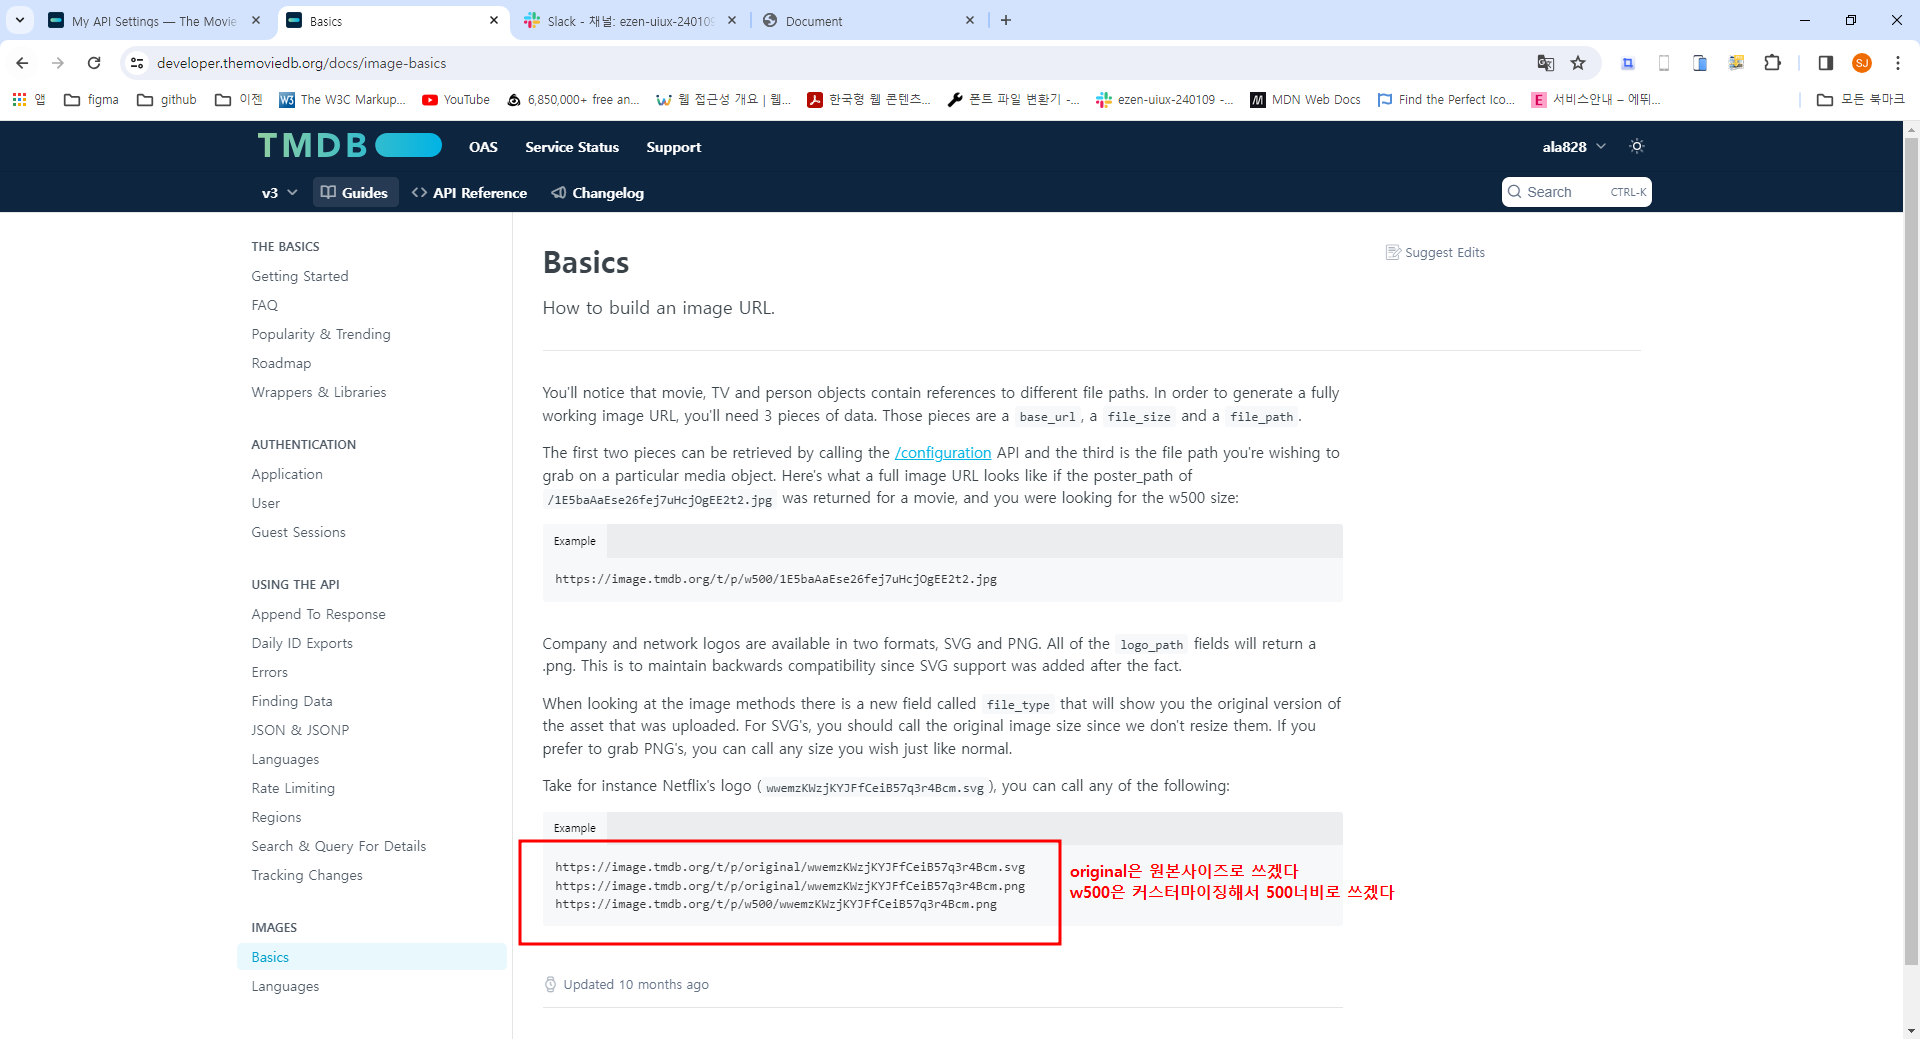 My API Settings — The Movie
Basics
Slack - 채널: ezen-uiux-240109
Document
developer.themoviedb.org/docs/image-basics
SJ
앱
figma
github
이젠
The W3C Markup...
YouTube
6,850,000+ free an...
웹 접근성 개요 | 웹...
한국형 웹 콘텐츠...
폰트 파일 변환기 -...
ezen-uiux-240109 -...
MDN Web Docs
Find the Perfect Ico...
서비스안내 – 에뛰...
모든 북마크
TMDB
OAS
Service Status
Support
ala828
v3
Guides
API Reference
Changelog
Search
CTRL-K
THE BASICS
Getting Started
FAQ
Popularity & Trending
Roadmap
Wrappers & Libraries
AUTHENTICATION
Application
User
Guest Sessions
USING THE API
Append To Response
Daily ID Exports
Errors
Finding Data
JSON & JSONP
Languages
Rate Limiting
Regions
Search & Query For Details
Tracking Changes
IMAGES
Basics
Languages
Basics
Suggest Edits
How to build an image URL.
You'll notice that movie, TV and person objects contain references to different file paths. In order to generate a fully
working image URL, you'll need 3 pieces of data. Those pieces are a base_url, a file_size and a file_path.
The first two pieces can be retrieved by calling the /configuration API and the third is the file path you're wishing to
grab on a particular media object. Here's what a full image URL looks like if the poster_path of
/1E5baAaEse26fej7uHcjOgEE2t2.jpg was returned for a movie, and you were looking for the w500 size:
Example
https://image.tmdb.org/t/p/w500/1E5baAaEse26fej7uHcjOgEE2t2.jpg
Company and network logos are available in two formats, SVG and PNG. All of the logo_path fields will return a
.png. This is to maintain backwards compatibility since SVG support was added after the fact.
When looking at the image methods there is a new field called file_type that will show you the original version of
the asset that was uploaded. For SVG's, you should call the original image size since we don't resize them. If you
prefer to grab PNG's, you can call any size you wish just like normal.
Take for instance Netflix's logo ( wwemzKWzjKYJFfCeiB57q3r4Bcm.svg ), you can call any of the following:
Example
https://image.tmdb.org/t/p/original/wwemzKWzjKYJFfCeiB57q3r4Bcm.svg
https://image.tmdb.org/t/p/original/wwemzKWzjKYJFfCeiB57q3r4Bcm.png
https://image.tmdb.org/t/p/w500/wwemzKWzjKYJFfCeiB57q3r4Bcm.png
original은 원본사이즈로 쓰겠다
w500은 커스터마이징해서 500너비로 쓰겠다
Updated 10 months ago